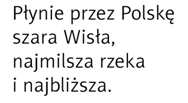 Płynie przez Polskę
szara Wisła,
najmilsza rzeka
i najbliższa.